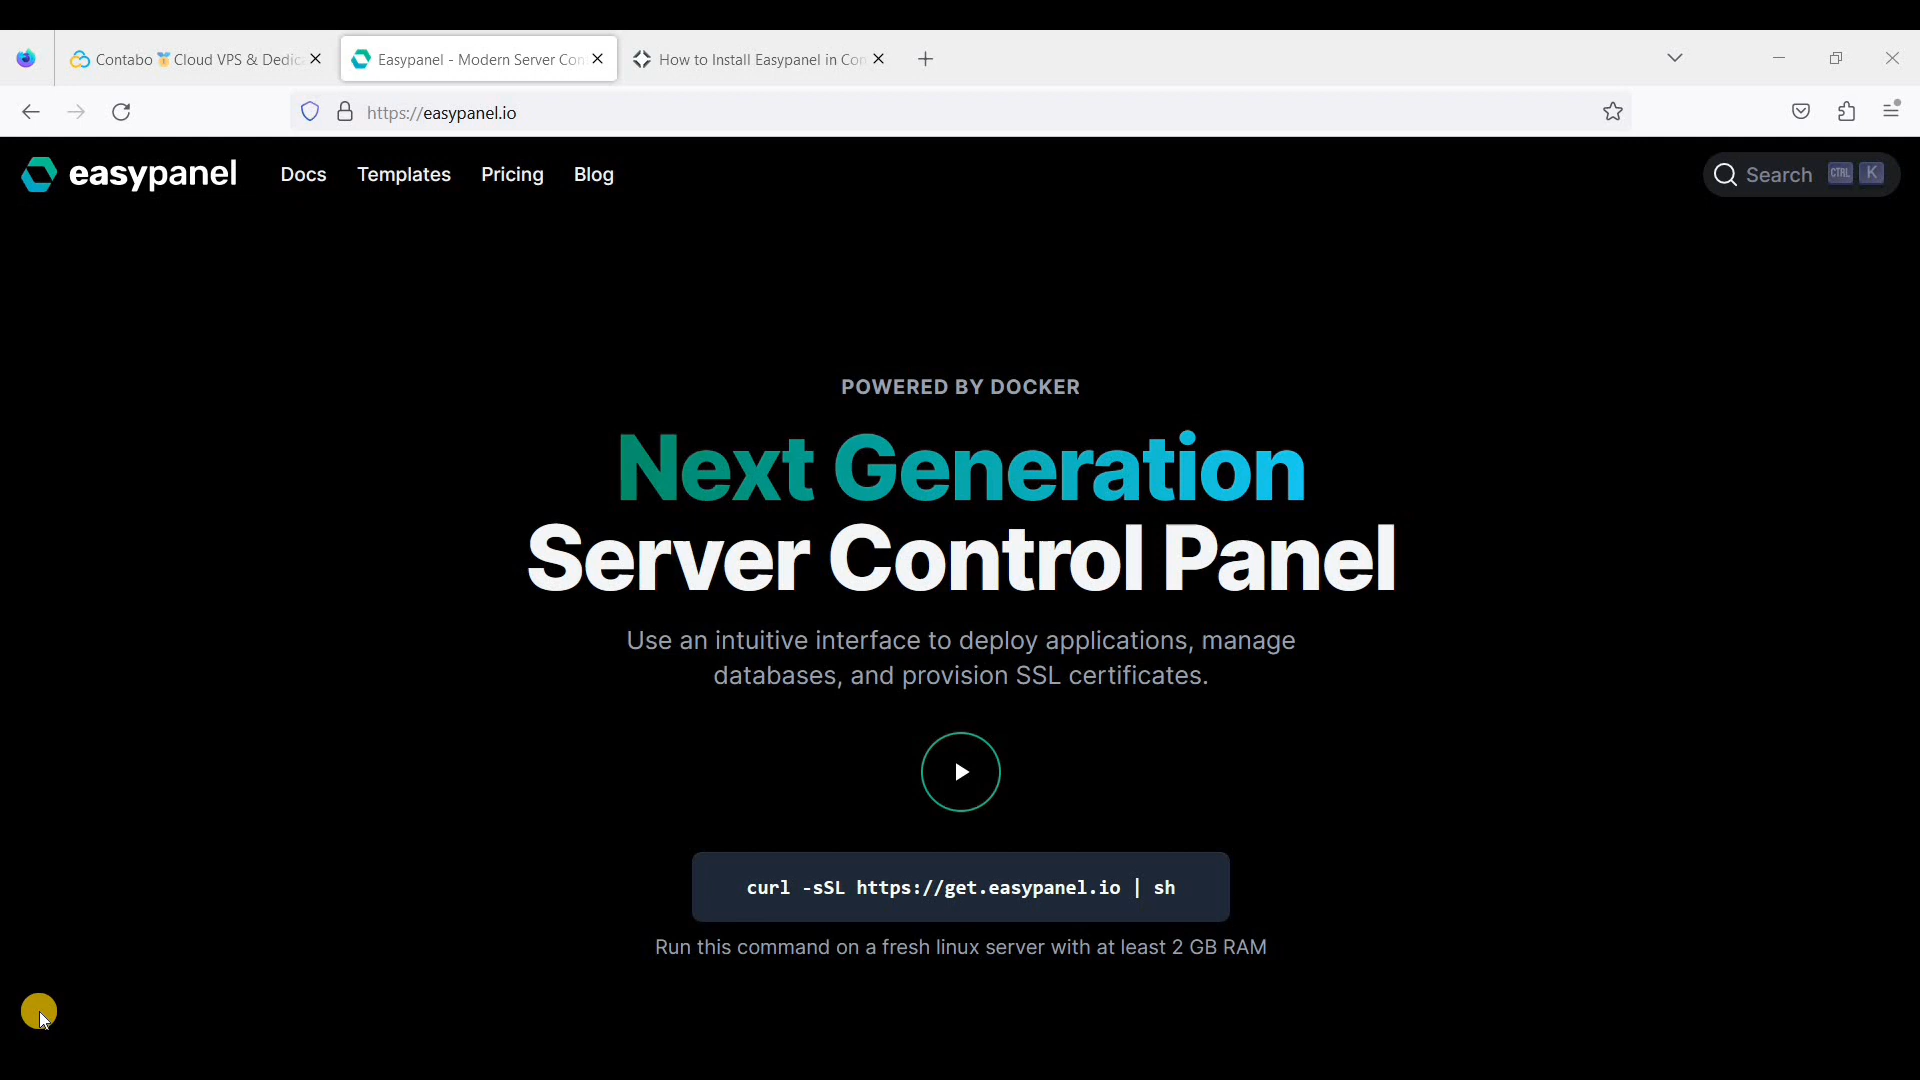 Contabo🥇Cloud VPS & Dedic
Easypanel - Modern Server Con
How to Install Easypanel in Con
https://easypanel.io
easypanel
Docs
Templates
Pricing
Blog
Search CTRL K
POWERED BY DOCKER
Next Generation
Server Control Panel
Use an intuitive interface to deploy applications, manage
databases, and provision SSL certificates.
curl -sSL https://get.easypanel.io | sh
Run this command on a fresh linux server with at least 2 GB RAM